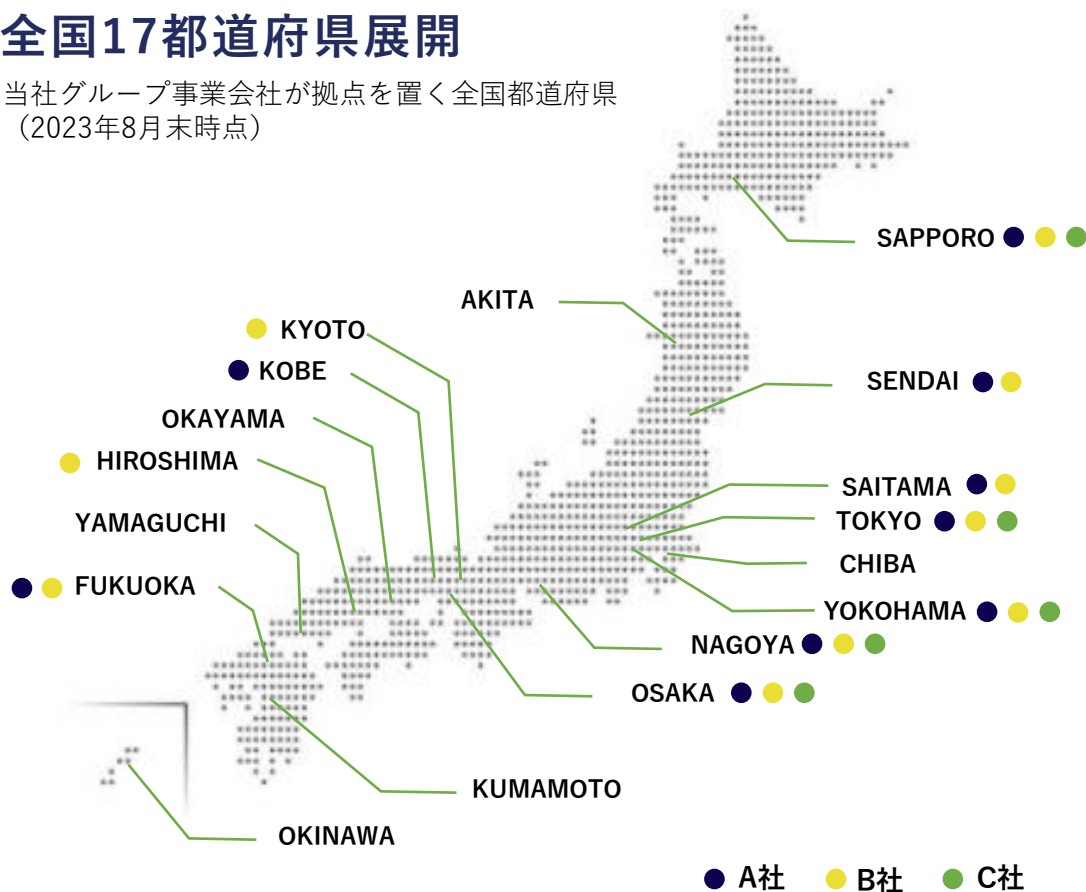 全国17都道府県展開
当社グループ事業会社が拠点を置く全国都道府県
（2023年8月末時点）
SAPPORO
AKITA
KYOTO
KOBE
SENDAI
OKAYAMA
HIROSHIMA
SAITAMA
YAMAGUCHI
TOKYO
CHIBA
FUKUOKA
YOKOHAMA
NAGOYA
OSAKA
KUMAMOTO
OKINAWA
A社 B社 C社